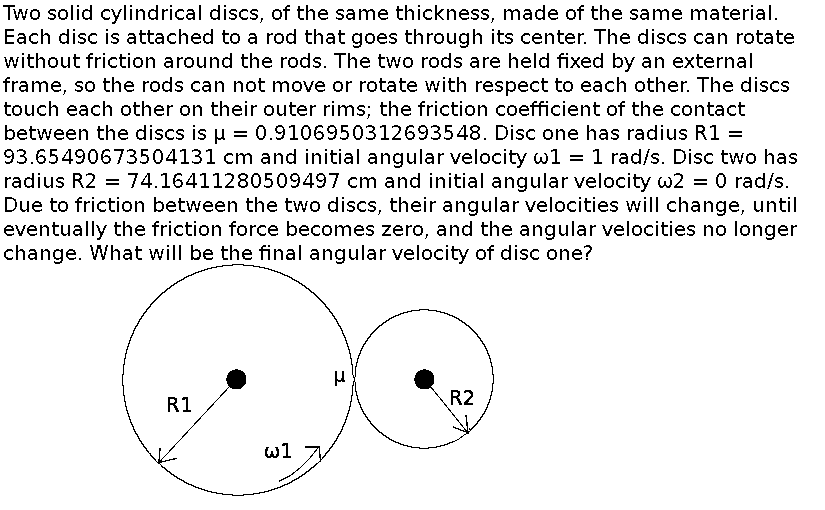 Two solid cylindrical discs, of the same thickness, made of the same material.
Each disc is attached to a rod that goes through its center. The discs can rotate
without friction around the rods. The two rods are held fixed by an external
frame, so the rods can not move or rotate with respect to each other. The discs
touch each other on their outer rims; the friction coefficient of the contact
between the discs is μ = 0.9106950312693548. Disc one has radius R1 =
93.65490673504131 cm and initial angular velocity ω1 = 1 rad/s. Disc two has
radius R2 = 74.16411280509497 cm and initial angular velocity ω2 = 0 rad/s.
Due to friction between the two discs, their angular velocities will change, until
eventually the friction force becomes zero, and the angular velocities no longer
change. What will be the final angular velocity of disc one?
μ
R2
R1
ω1